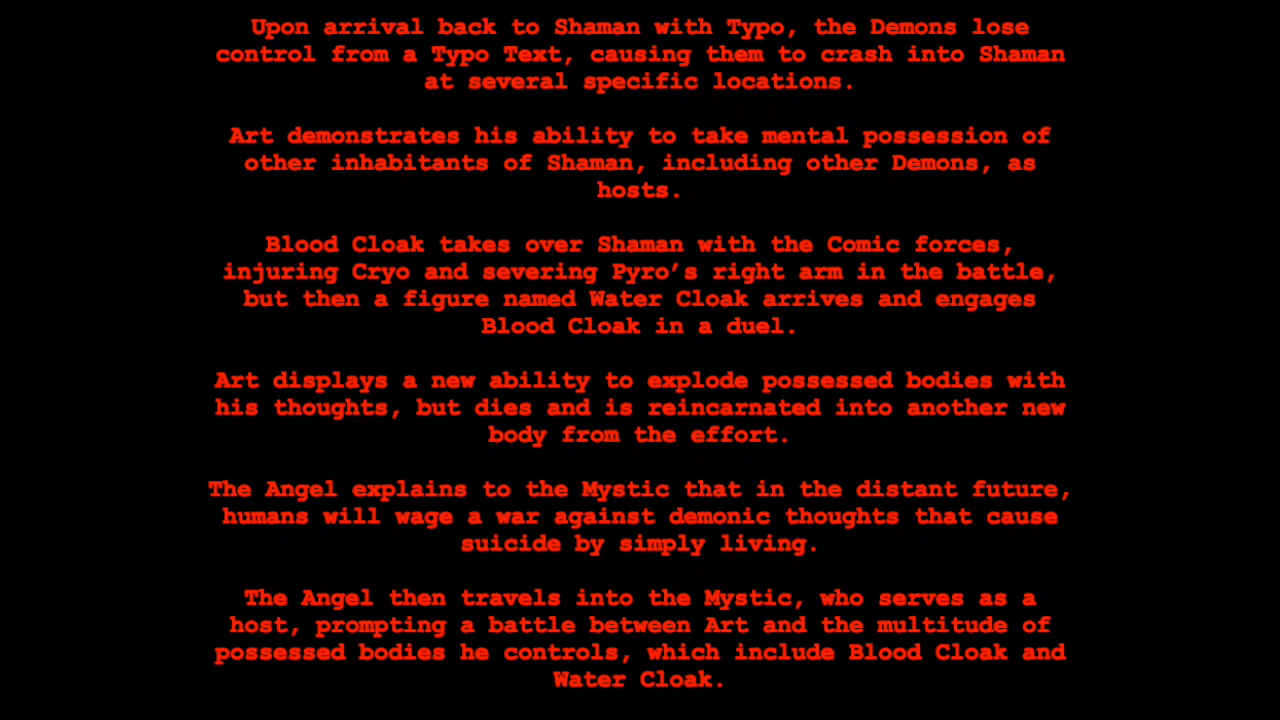 Upon arrival back to Shaman with Typo, the Demons lose
control from a Typo Text, causing them to crash into Shaman
at several specific locations.
Art demonstrates his ability to take mental possession of
other inhabitants of Shaman, including other Demons, as
hosts.
Blood Cloak takes over Shaman with the Comic forces,
injuring Cryo and severing Pyro’s right arm in the battle,
but then a figure named Water Cloak arrives and engages
Blood Cloak in a duel.
Art displays a new ability to explode possessed bodies with
his thoughts, but dies and is reincarnated into another new
body from the effort.
The Angel explains to the Mystic that in the distant future,
humans will wage a war against demonic thoughts that cause
suicide by simply living.
The Angel then travels into the Mystic, who serves as a
host, prompting a battle between Art and the multitude of
possessed bodies he controls, which include Blood Cloak and
Water Cloak.